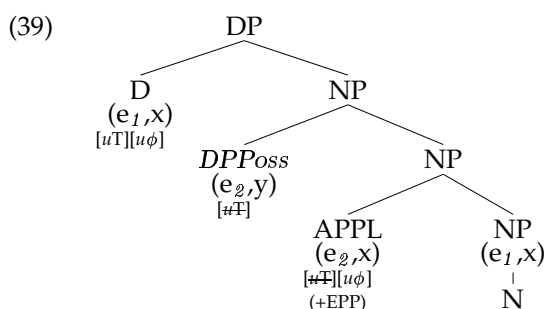 (39) DP
D NP
(e1,x)
[uT][uϕ]
DPPoss NP
(e2,y)
[uT]
APPL NP
(e2,x) (e1,x)
[uT][uϕ]
(+EPP) N